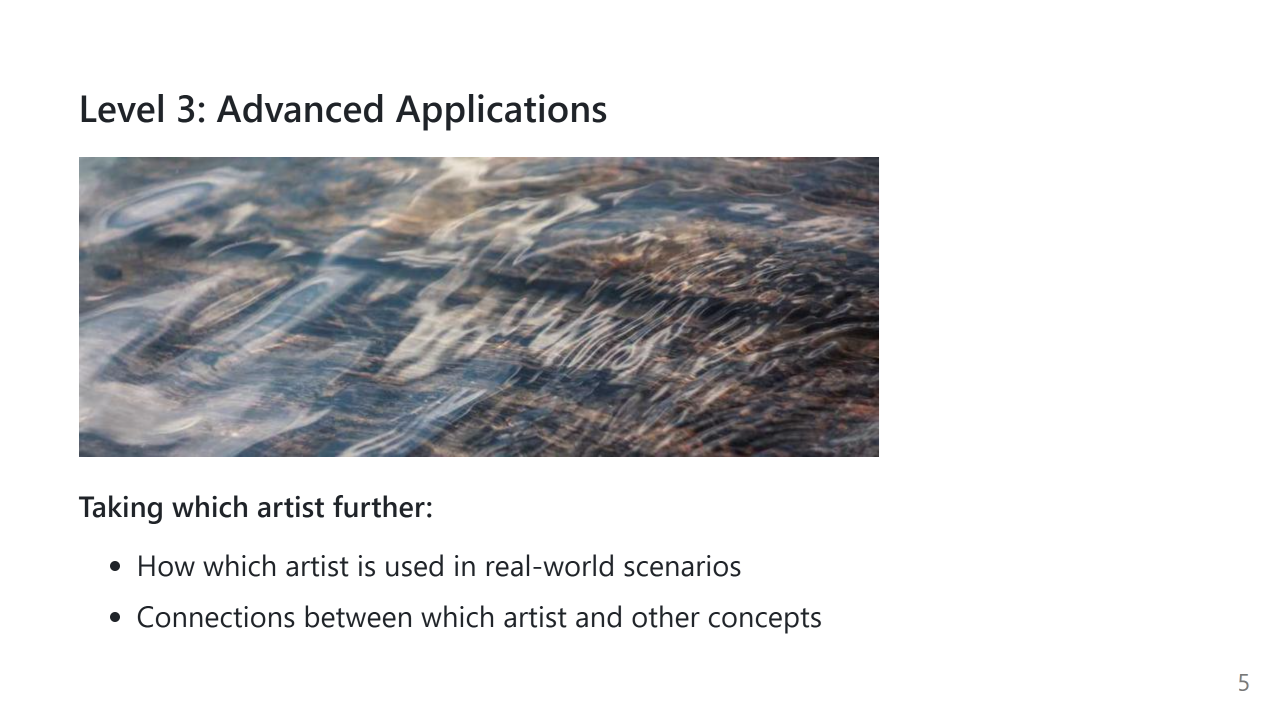 Level 3: Advanced Applications
Taking which artist further:
• How which artist is used in real-world scenarios
• Connections between which artist and other concepts
5